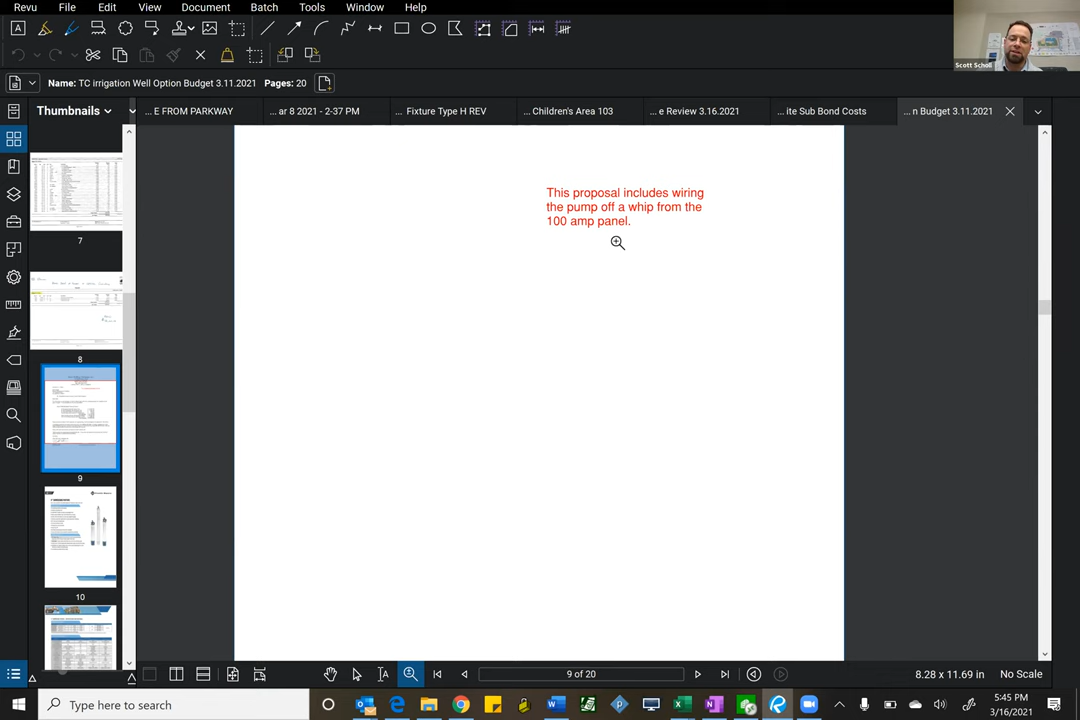 Revu File Edit View Document Batch Tools Window Help
Scott Scholl
Name: TC irrigation Well Option Budget 3.11.2021 Pages: 20
Thumbnails
...E FROM PARKWAY ...ar 8 2021 - 2:37 PM ... Fixture Type H REV ... Children's Area 103 ...e Review 3.16.2021 ...ite Sub Bond Costs ...n Budget 3.11.2021
This proposal includes wiring
the pump off a whip from the
100 amp panel.
7
8
9
10
9 of 20
8.28 x 11.69 in No Scale
Type here to search
5:45 PM
3/16/2021